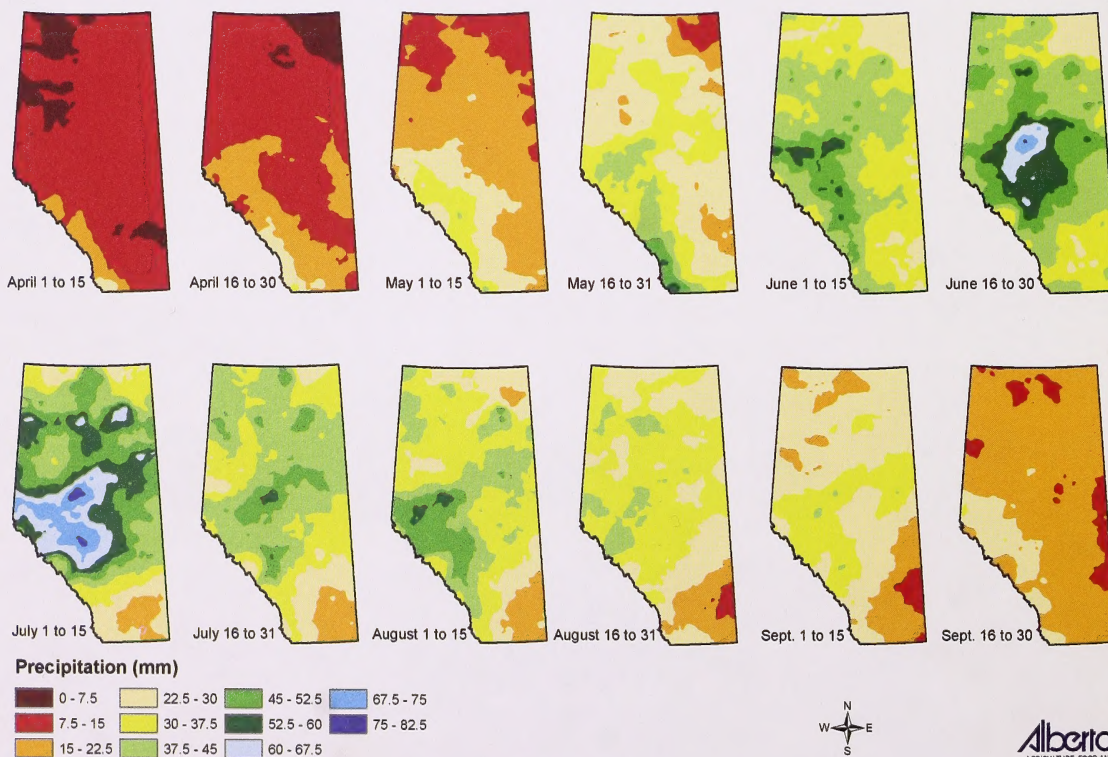 April 1 to 15
April 16 to 30
May 1 to 15
May 16 to 31
June 1 to 15
June 16 to 30
July 1 to 15
July 16 to 31
August 1 to 15
August 16 to 31
Sept. 1 to 15
Sept. 16 to 30
Precipitation (mm)
0 - 7.5
7.5 - 15
15 - 22.5
22.5 - 30
30 - 37.5
37.5 - 45
45 - 52.5
52.5 - 60
60 - 67.5
67.5 - 75
75 - 82.5
N
W E
S
Alberta